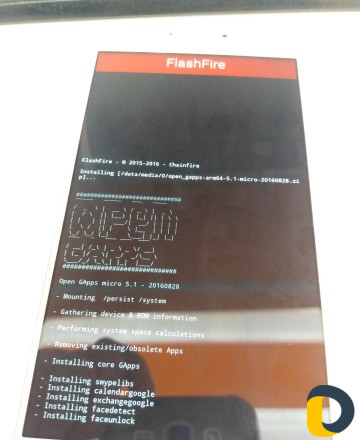 FlashFire
FlashFire - © 2015-2016 - Chainfire
Installing [/data/media/0/open_gapps-arm64-5.1-micro-20160828.zi
p]...
############################
OPEN
GAPPS
############################
Open GApps micro 5.1 - 20160828
- Mounting /persist /system
- Gathering device & ROM information
- Performing system space calculations
- Removing existing/obsolete Apps
- Installing core GApps
- Installing swypelibs
- Installing calendargoogle
- Installing exchangegoogle
- Installing facedetect
- Installing faceunlock